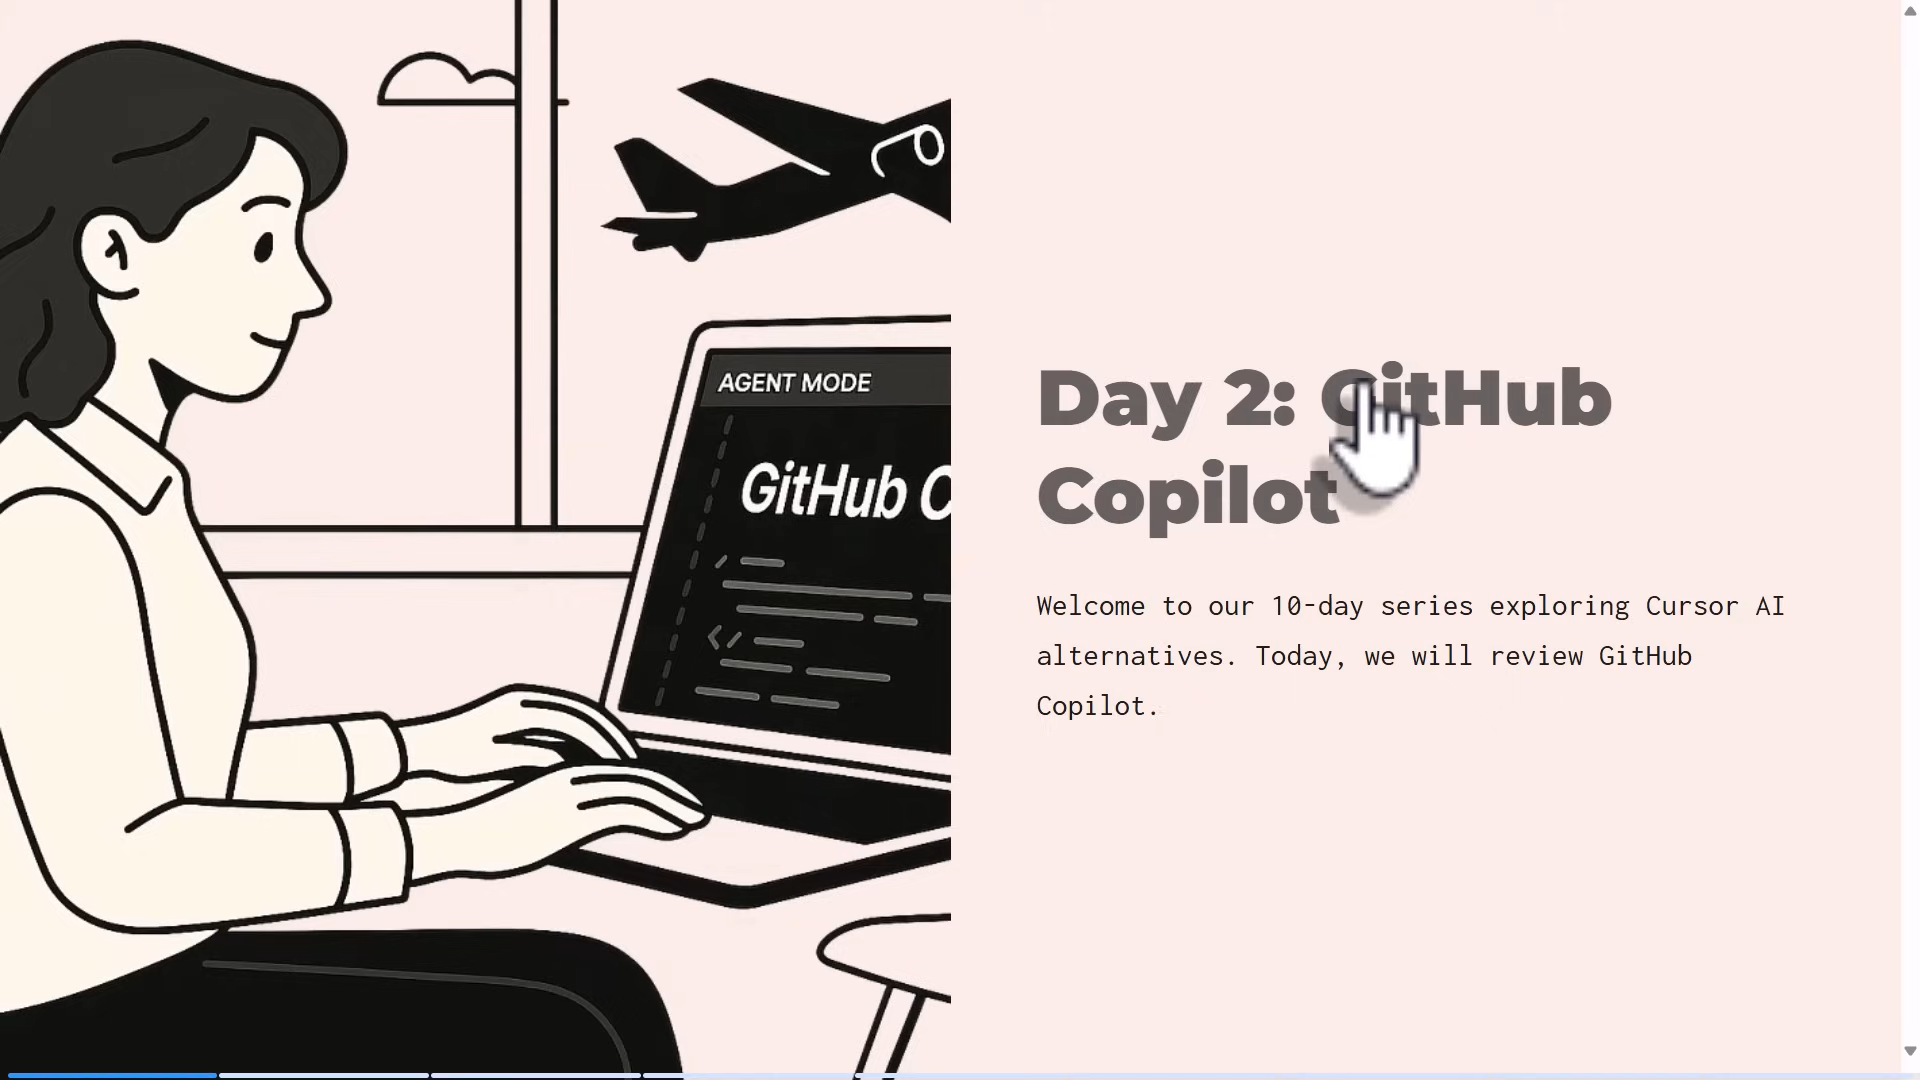 AGENT MODE
GitHub C
Day 2: GitHub
Copilot
Welcome to our 10-day series exploring Cursor AI
alternatives. Today, we will review GitHub
Copilot.